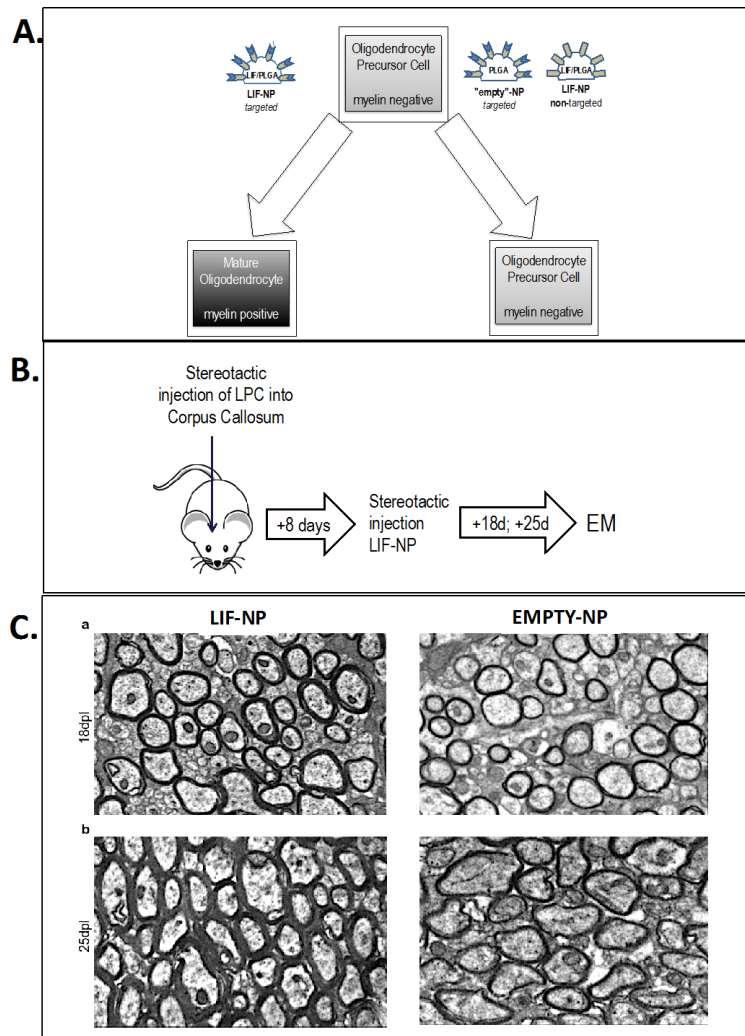 A.
LIF/PLGA
LIF-NP
targeted
Oligodendrocyte
Precursor Cell
myelin negative
PLGA
"empty"-NP
targeted
LIF/PLGA
LIF-NP
non-targeted
Mature
Oligodendrocyte
myelin positive
Oligodendrocyte
Precursor Cell
myelin negative
B.
Stereotactic
injection of LPC into
Corpus Callosum
+8 days
Stereotactic
injection
LIF-NP
+18d; +25d
EM
C.
LIF-NP
EMPTY-NP
a
18dpl
b
25dpl